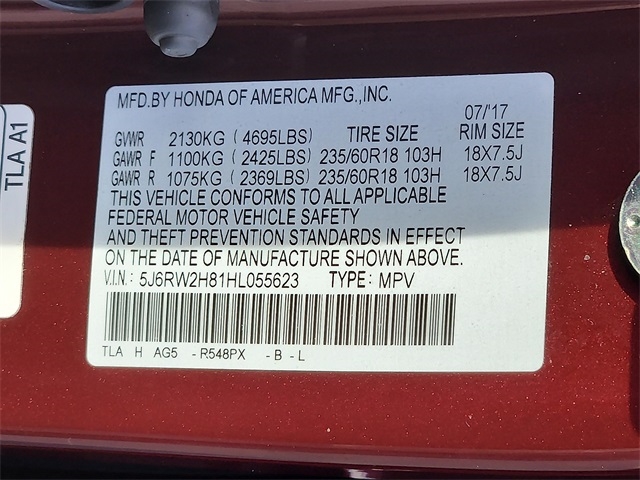 MFD.BY HONDA OF AMERICA MFG.,INC.
07/'17
GVWR 2130KG (4695LBS) TIRE SIZE RIM SIZE
GAWR F 1100KG (2425LBS) 235/60R18 103H 18X7.5J
GAWR R 1075KG (2369LBS) 235/60R18 103H 18X7.5J
THIS VEHICLE CONFORMS TO ALL APPLICABLE
FEDERAL MOTOR VEHICLE SAFETY
AND THEFT PREVENTION STANDARDS IN EFFECT
ON THE DATE OF MANUFACTURE SHOWN ABOVE.
V.I.N.: 5J6RW2H81HL055623 TYPE: MPV
TLA H AG5 - R548PX - B - L
TLA A1